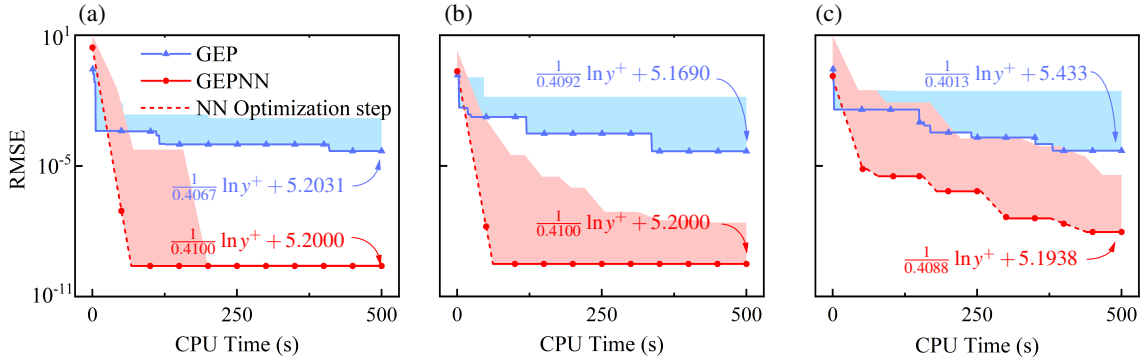 (a)
10^1
10^-5
10^-11
RMSE
GEP
GEPNN
NN Optimization step
1/0.4067 ln y^+ + 5.2031
1/0.4100 ln y^+ + 5.2000
0 250 500
CPU Time (s)
(b)
1/0.4092 ln y^+ + 5.1690
1/0.4100 ln y^+ + 5.2000
0 250 500
CPU Time (s)
(c)
1/0.4013 ln y^+ + 5.433
1/0.4088 ln y^+ + 5.1938
0 250 500
CPU Time (s)